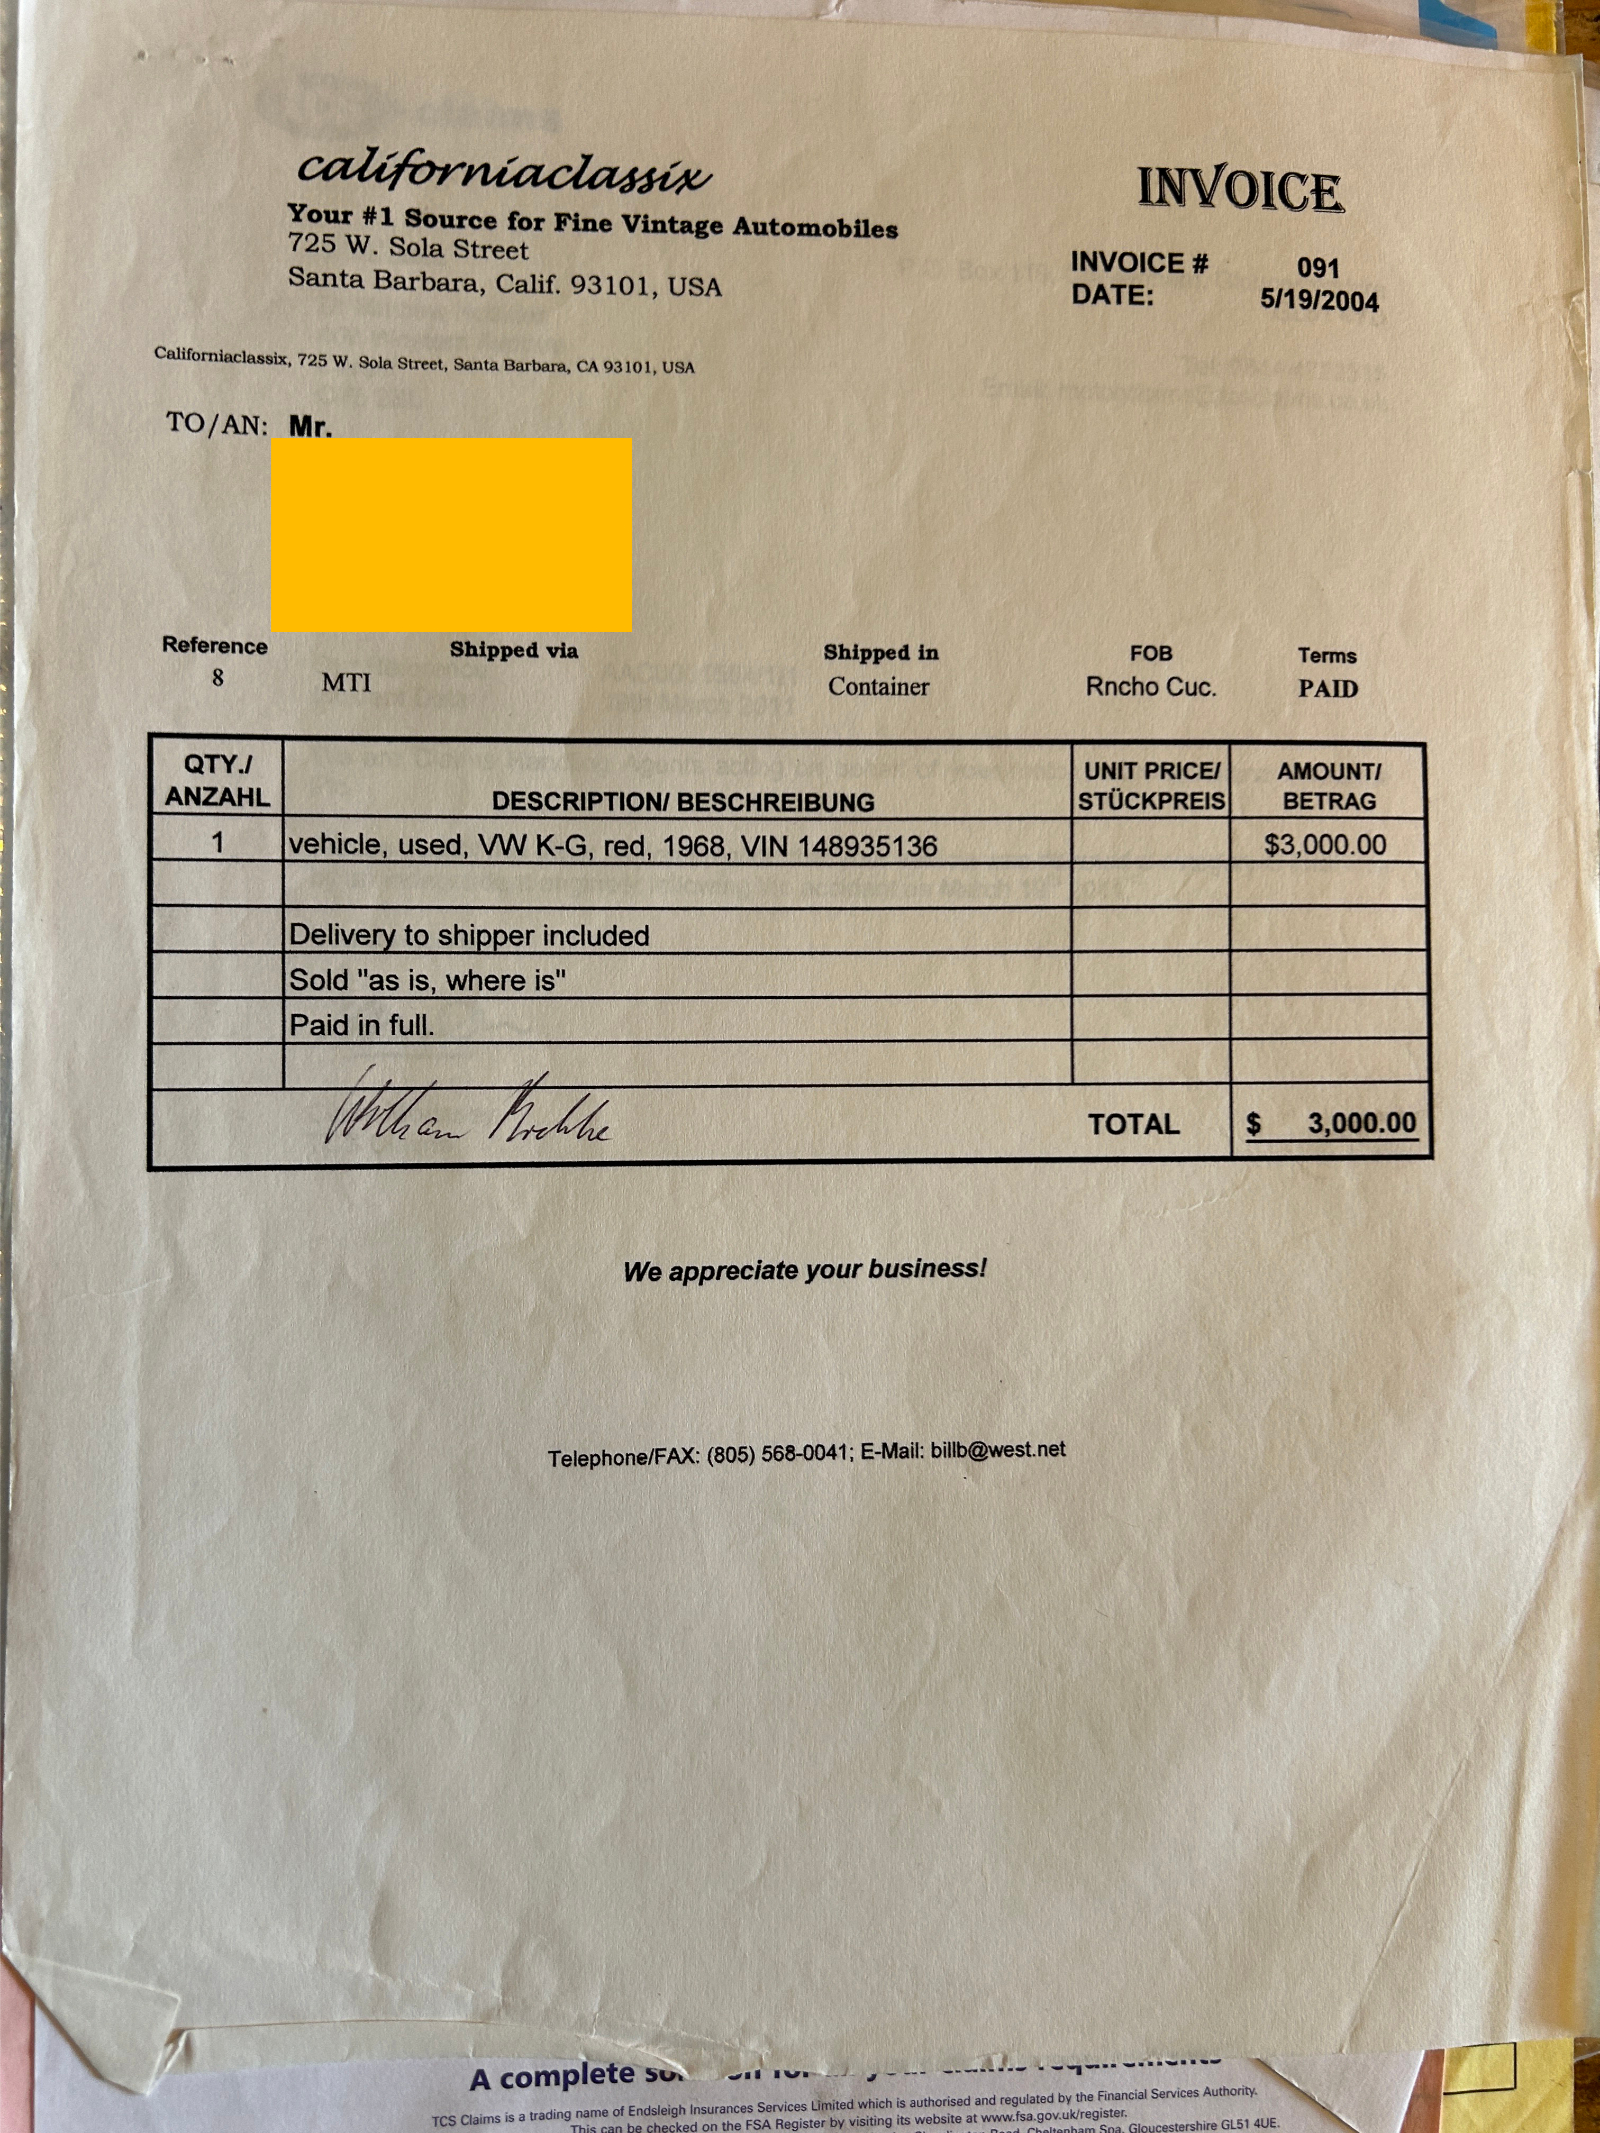 californiaclassix
Your #1 Source for Fine Vintage Automobiles
725 W. Sola Street
Santa Barbara, Calif. 93101, USA
INVOICE
INVOICE # 091
DATE: 5/19/2004
Californiaclassix, 725 W. Sola Street, Santa Barbara, CA 93101, USA
TO/AN: Mr.
Reference Shipped via Shipped in FOB Terms
8 MTI Container Rncho Cuc. PAID
QTY./ UNIT PRICE/ AMOUNT/
ANZAHL DESCRIPTION/ BESCHREIBUNG STÜCKPREIS BETRAG
1 vehicle, used, VW K-G, red, 1968, VIN 148935136 $3,000.00
Delivery to shipper included
Sold "as is, where is"
Paid in full.
TOTAL $ 3,000.00
We appreciate your business!
Telephone/FAX: (805) 568-0041; E-Mail: billb@west.net
A complete
TCS Claims is a trading name of Endsleigh Insurances Services Limited which is authorised and regulated by the Financial Services Authority.
This can be checked on the FSA Register by visiting its website at www.fsa.gov.uk/register.
Cheltenham Spa, Gloucestershire GL51 4UE.